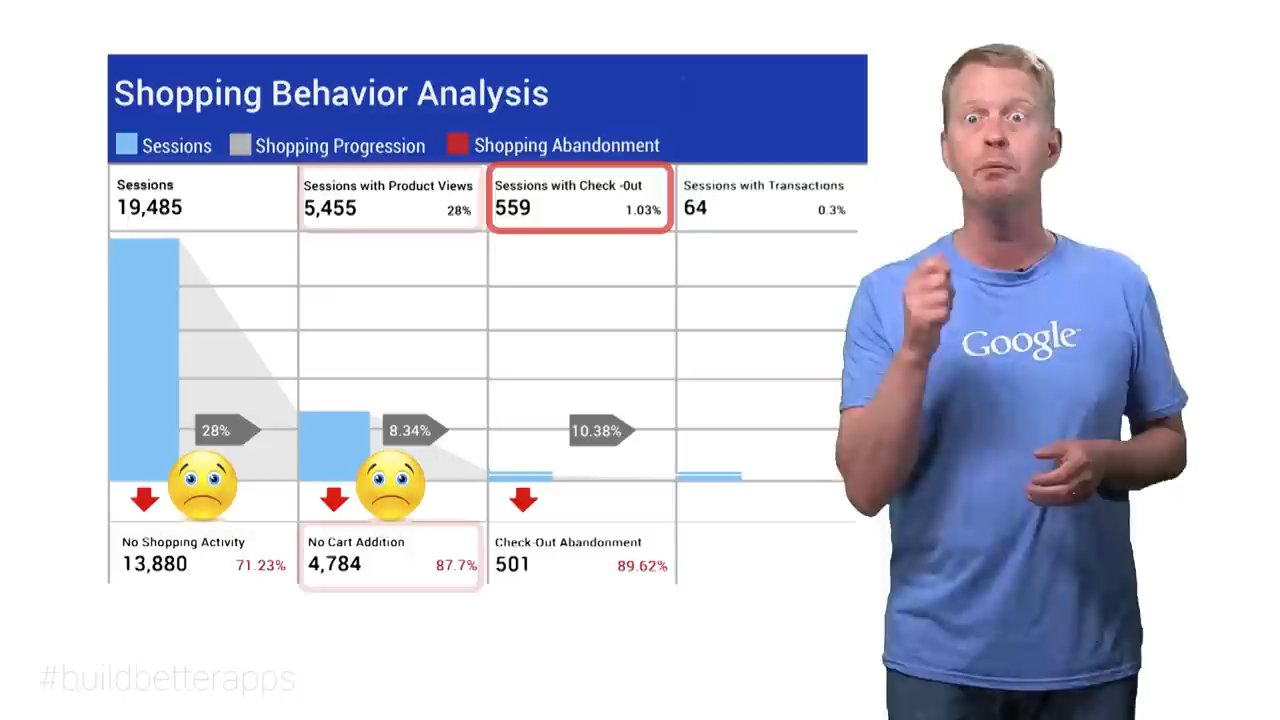 Shopping Behavior Analysis
Sessions Shopping Progression Shopping Abandonment
Sessions Sessions with Product Views Sessions with Check -Out Sessions with Transactions
19,485 5,455 28% 559 1.03% 64 0.3%
28% 8.34% 10.38%
No Shopping Activity No Cart Addition Check-Out Abandonment
13,880 71.23% 4,784 87.7% 501 89.62%
Google
#buildbetterapps